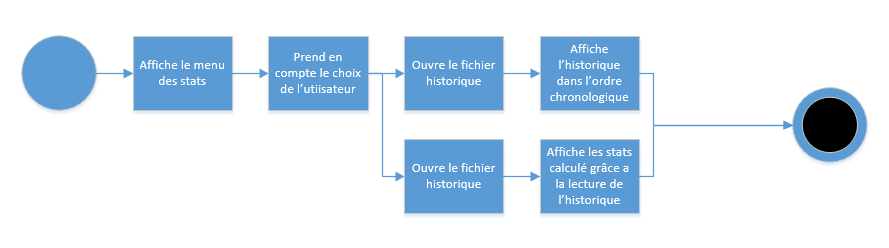 Affiche le menu
des stats
Prend en
compte le choix
de l'utiisateur
Ouvre le fichier
historique
Affiche
l'historique
dans l'ordre
chronologique
Ouvre le fichier
historique
Affiche les stats
calculé grâce a
la lecture de
l'historique